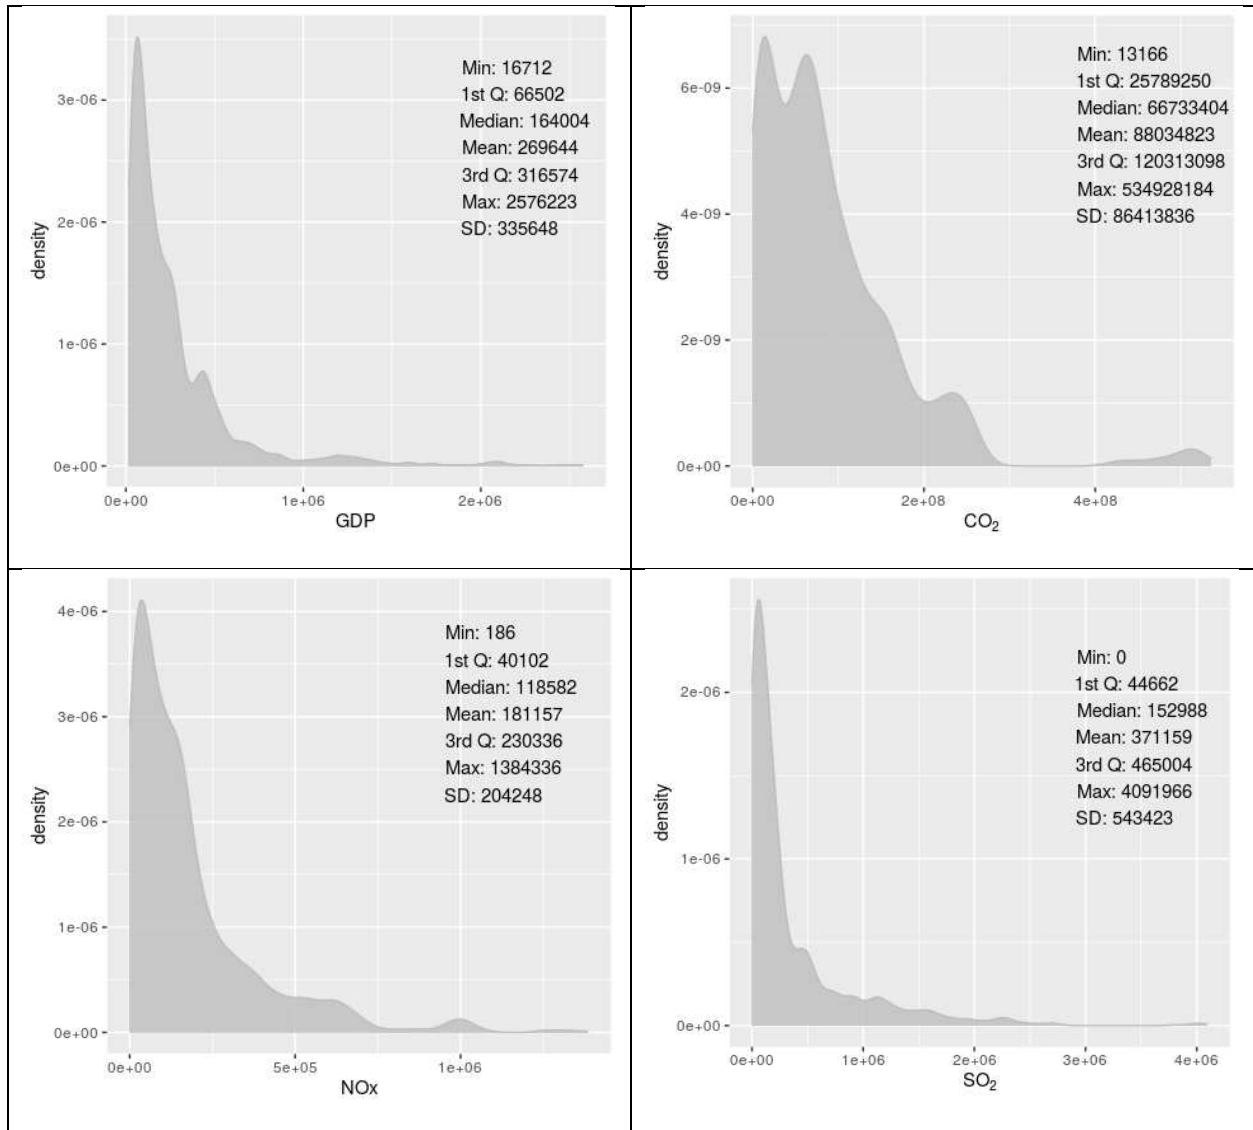 3e-06
2e-06
1e-06
0e+00
density
0e+00
1e+06
2e+06
GDP
Min: 16712
1st Q: 66502
Median: 164004
Mean: 269644
3rd Q: 316574
Max: 2576223
SD: 335648
6e-09
4e-09
2e-09
0e+00
density
0e+00
2e+08
4e+08
CO₂
Min: 13166
1st Q: 25789250
Median: 66733404
Mean: 88034823
3rd Q: 120313098
Max: 534928184
SD: 86413836
4e-06
3e-06
2e-06
1e-06
0e+00
density
0e+00
5e+05
1e+06
NOx
Min: 186
1st Q: 40102
Median: 118582
Mean: 181157
3rd Q: 230336
Max: 1384336
SD: 204248
2e-06
1e-06
0e+00
density
0e+00
1e+06
2e+06
3e+06
4e+06
SO₂
Min: 0
1st Q: 44662
Median: 152988
Mean: 371159
3rd Q: 465004
Max: 4091966
SD: 543423